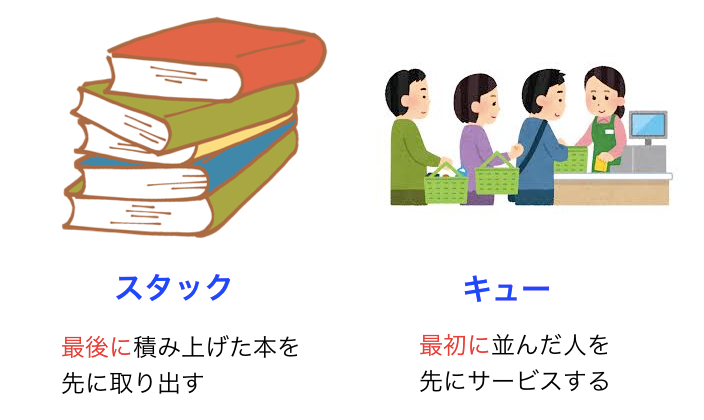 スタック
最後に積み上げた本を
先に取り出す
キュー
最初に並んだ人を
先にサービスする